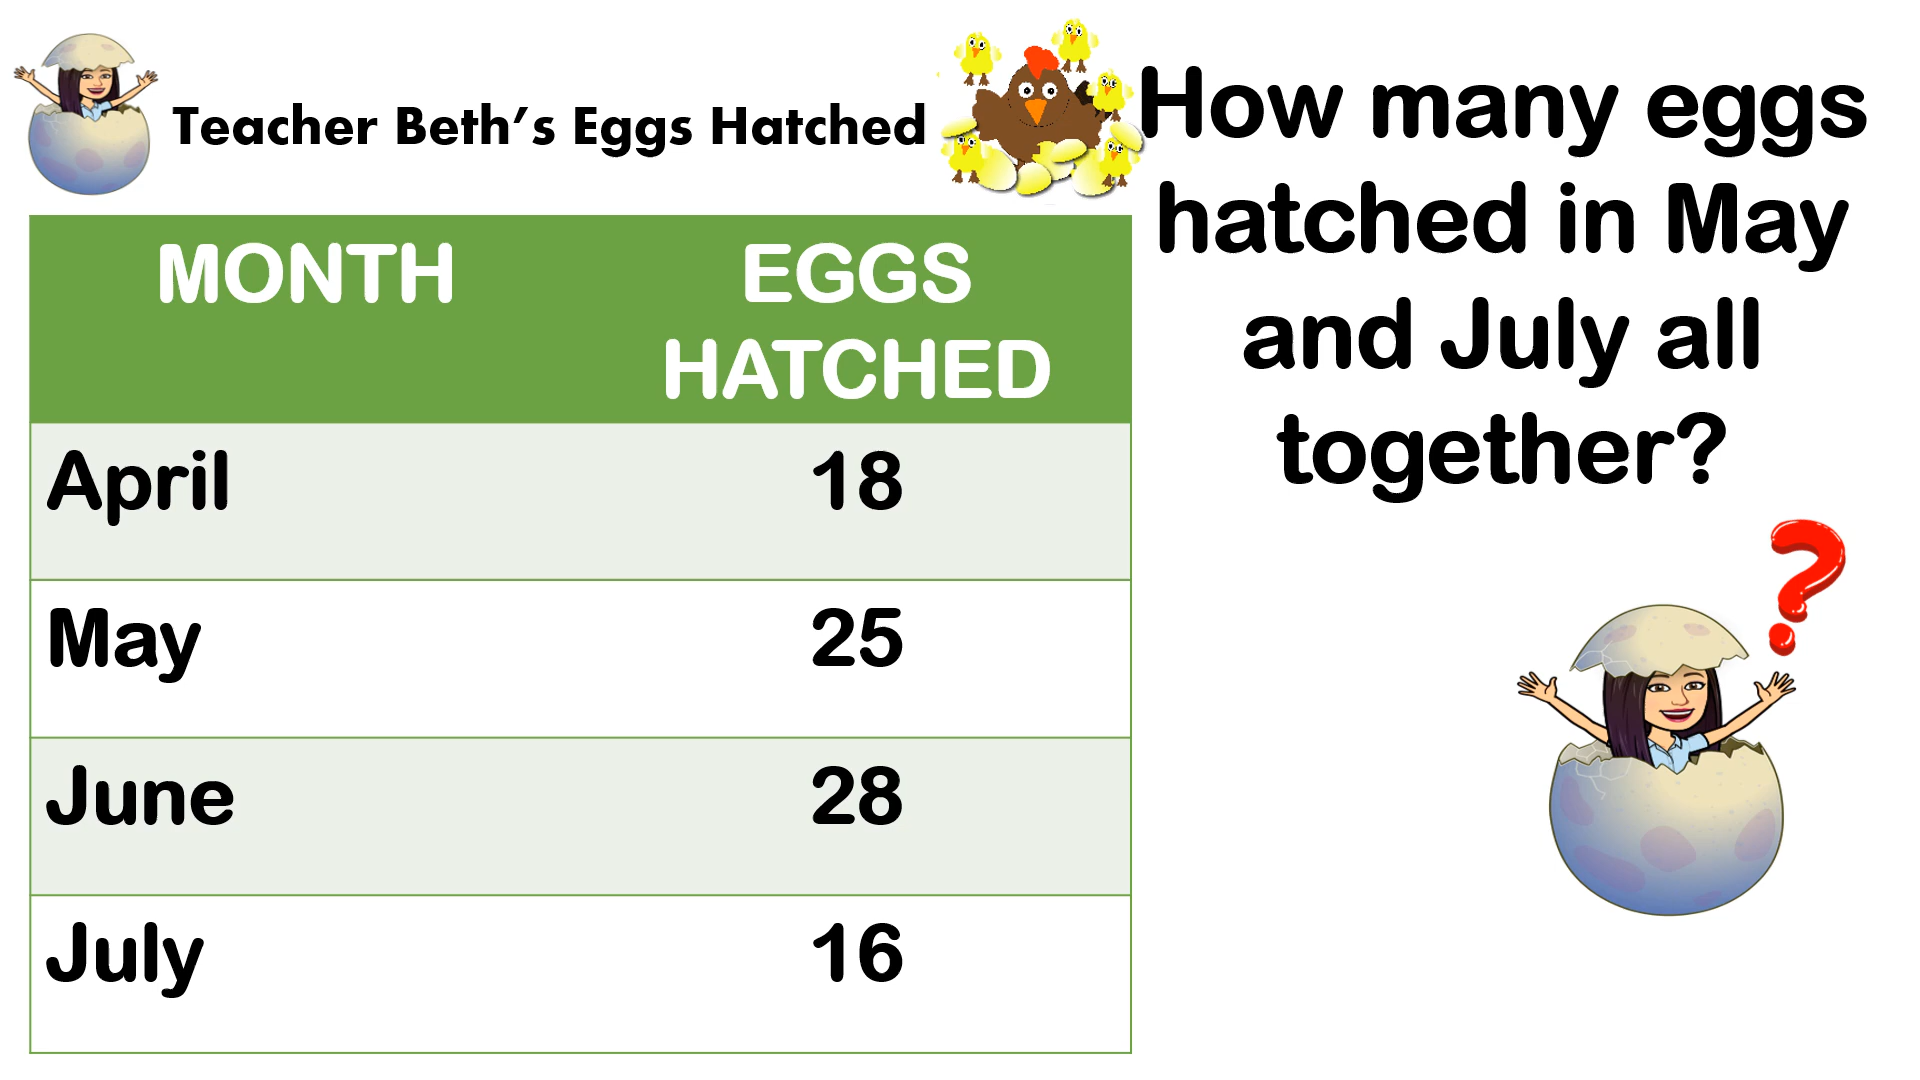 Teacher Beth's Eggs Hatched
How many eggs
hatched in May
and July all
together?
MONTH EGGS
HATCHED
April 18
May 25
June 28
July 16
?